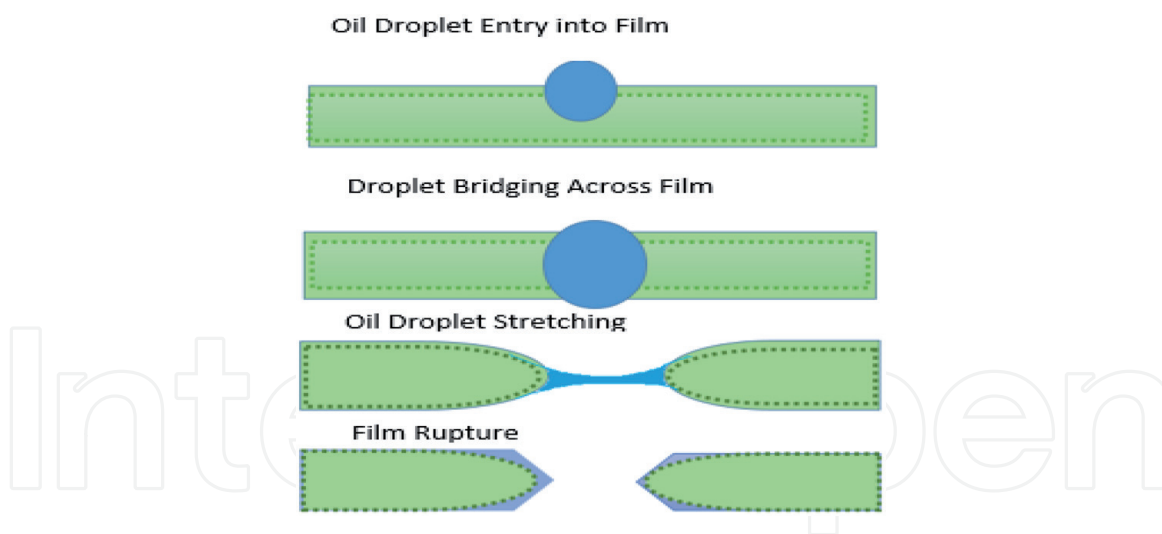 Oil Droplet Entry into Film
Droplet Bridging Across Film
Oil Droplet Stretching
Film Rupture